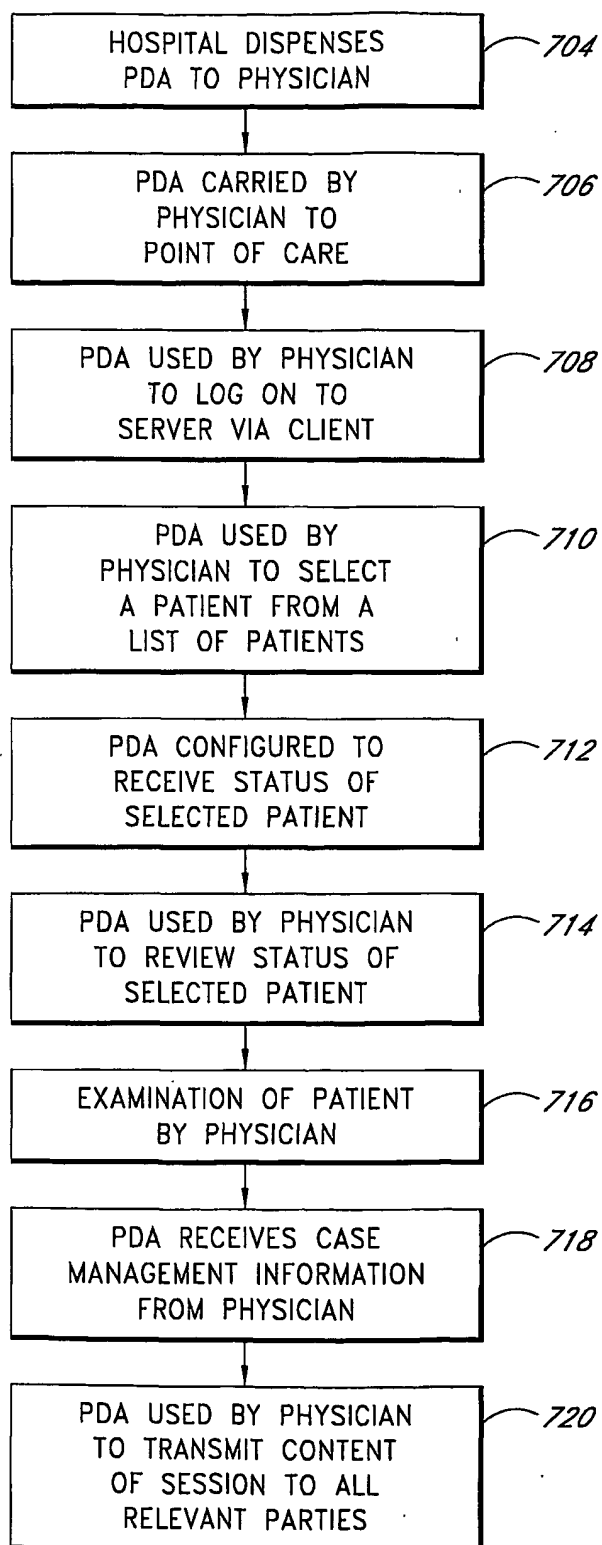 HOSPITAL DISPENSES
PDA TO PHYSICIAN
704
PDA CARRIED BY
PHYSICIAN TO
POINT OF CARE
706
PDA USED BY PHYSICIAN
TO LOG ON TO
SERVER VIA CLIENT
708
PDA USED BY
PHYSICIAN TO SELECT
A PATIENT FROM A
LIST OF PATIENTS
710
PDA CONFIGURED TO
RECEIVE STATUS OF
SELECTED PATIENT
712
PDA USED BY PHYSICIAN
TO REVIEW STATUS OF
SELECTED PATIENT
714
EXAMINATION OF PATIENT
BY PHYSICIAN
716
PDA RECEIVES CASE
MANAGEMENT INFORMATION
FROM PHYSICIAN
718
PDA USED BY PHYSICIAN
TO TRANSMIT CONTENT
OF SESSION TO ALL
RELEVANT PARTIES
720